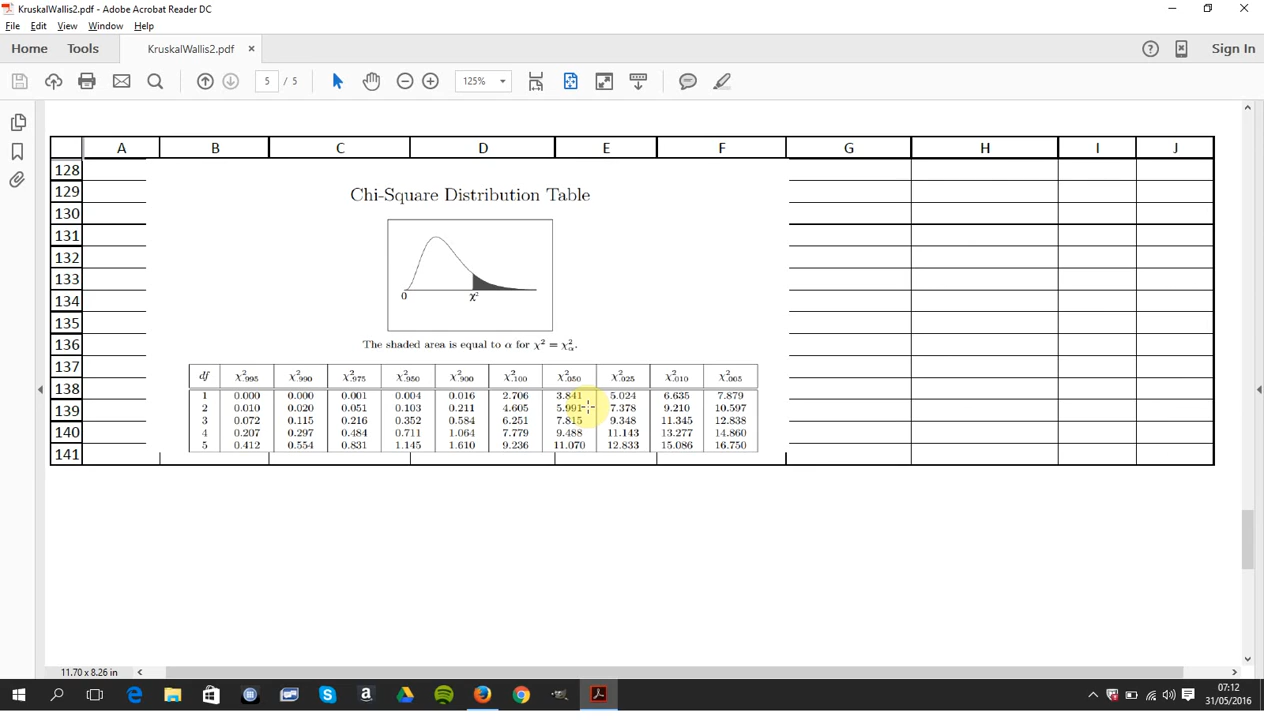 KruskalWallis2.pdf - Adobe Acrobat Reader DC
File Edit View Window Help
Home Tools KruskalWallis2.pdf × Sign In
5 / 5 125%
A B C D E F G H I J
128
129
130
131
132
133
134
135
136
137
138
139
140
141
Chi-Square Distribution Table
0 χ²
The shaded area is equal to α for χ² = χ²α.
df χ².995 χ².990 χ².975 χ².950 χ².900 χ².100 χ².050 χ².025 χ².010 χ².005
1 0.000 0.000 0.001 0.004 0.016 2.706 3.841 5.024 6.635 7.879
2 0.010 0.020 0.051 0.103 0.211 4.605 5.991 7.378 9.210 10.597
3 0.072 0.115 0.216 0.352 0.584 6.251 7.815 9.348 11.345 12.838
4 0.207 0.297 0.484 0.711 1.064 7.779 9.488 11.143 13.277 14.860
5 0.412 0.554 0.831 1.145 1.610 9.236 11.070 12.833 15.086 16.750
11.70 x 8.26 in
07:12
31/05/2016